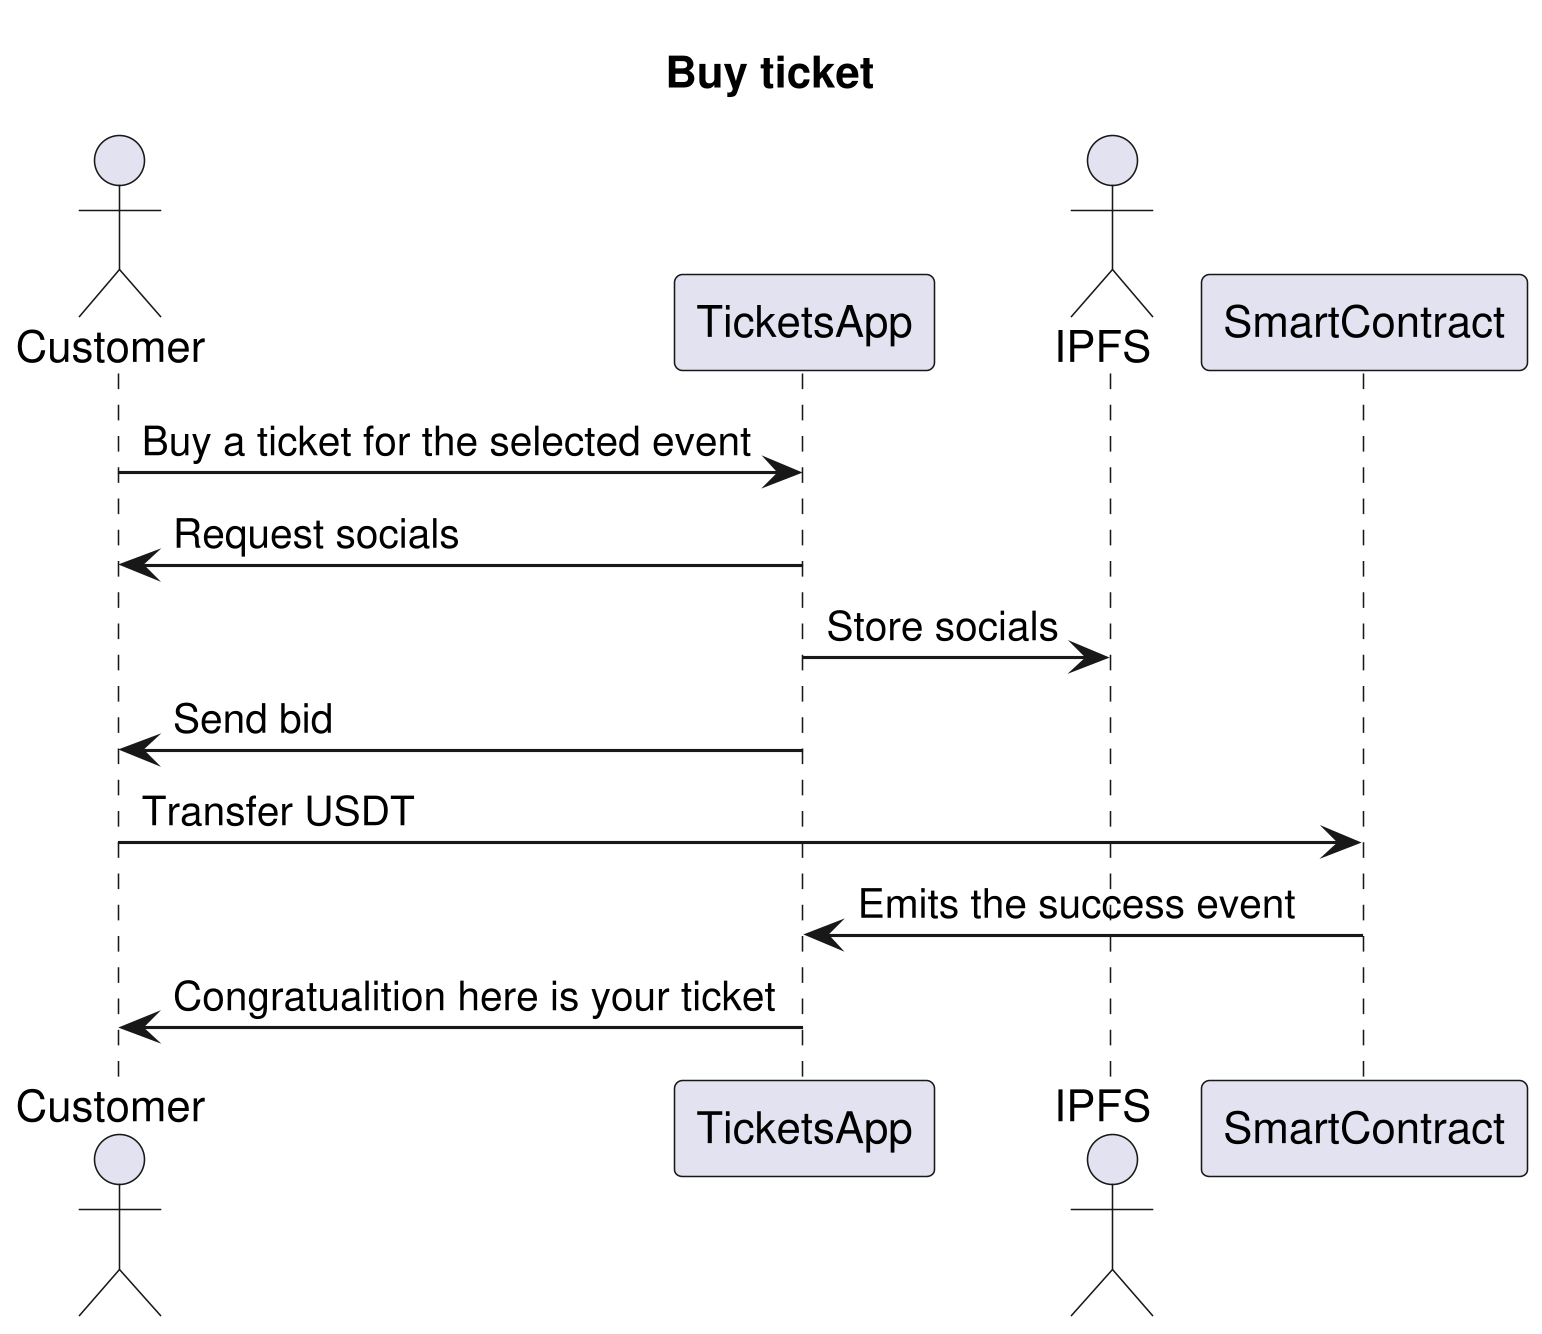 Buy ticket
Customer
TicketsApp
IPFS
SmartContract
Buy a ticket for the selected event
Request socials
Store socials
Send bid
Transfer USDT
Emits the success event
Congratualition here is your ticket
Customer
TicketsApp
IPFS
SmartContract